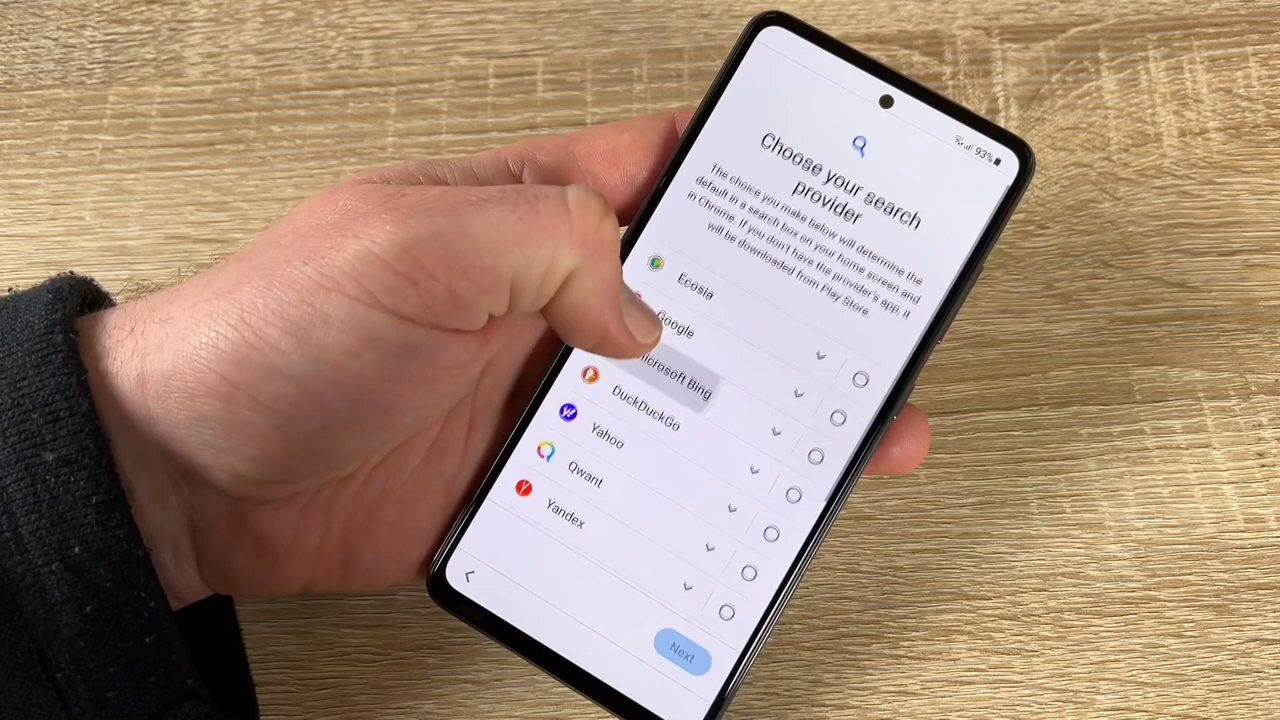 93%
Choose your search
provider
The choice you make below will determine the
default in a search box on your home screen and
in Chrome. If you don't have the provider's app, it
will be downloaded from Play Store.
Ecosia
Google
Microsoft Bing
DuckDuckGo
Yahoo
Qwant
Yandex
Next